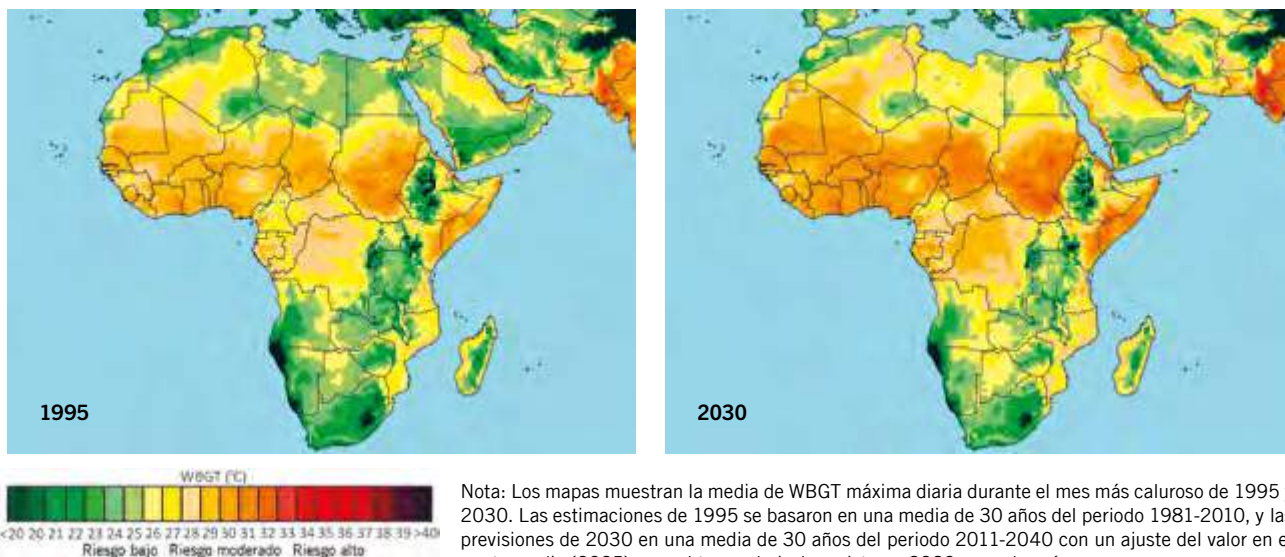 1995
2030
WBGT (°C)
<20 20 21 22 23 24 25 26 27 28 29 30 31 32 33 34 35 36 37 38 39 >40
Riesgo bajo Riesgo moderado Riesgo alto
Nota: Los mapas muestran la media de WBGT máxima diaria durante el mes más caluroso de 1995
2030. Las estimaciones de 1995 se basaron en una media de 30 años del periodo 1981-2010, y la
previsiones de 2030 en una media de 30 años del periodo 2011-2040 con un ajuste del valor en e